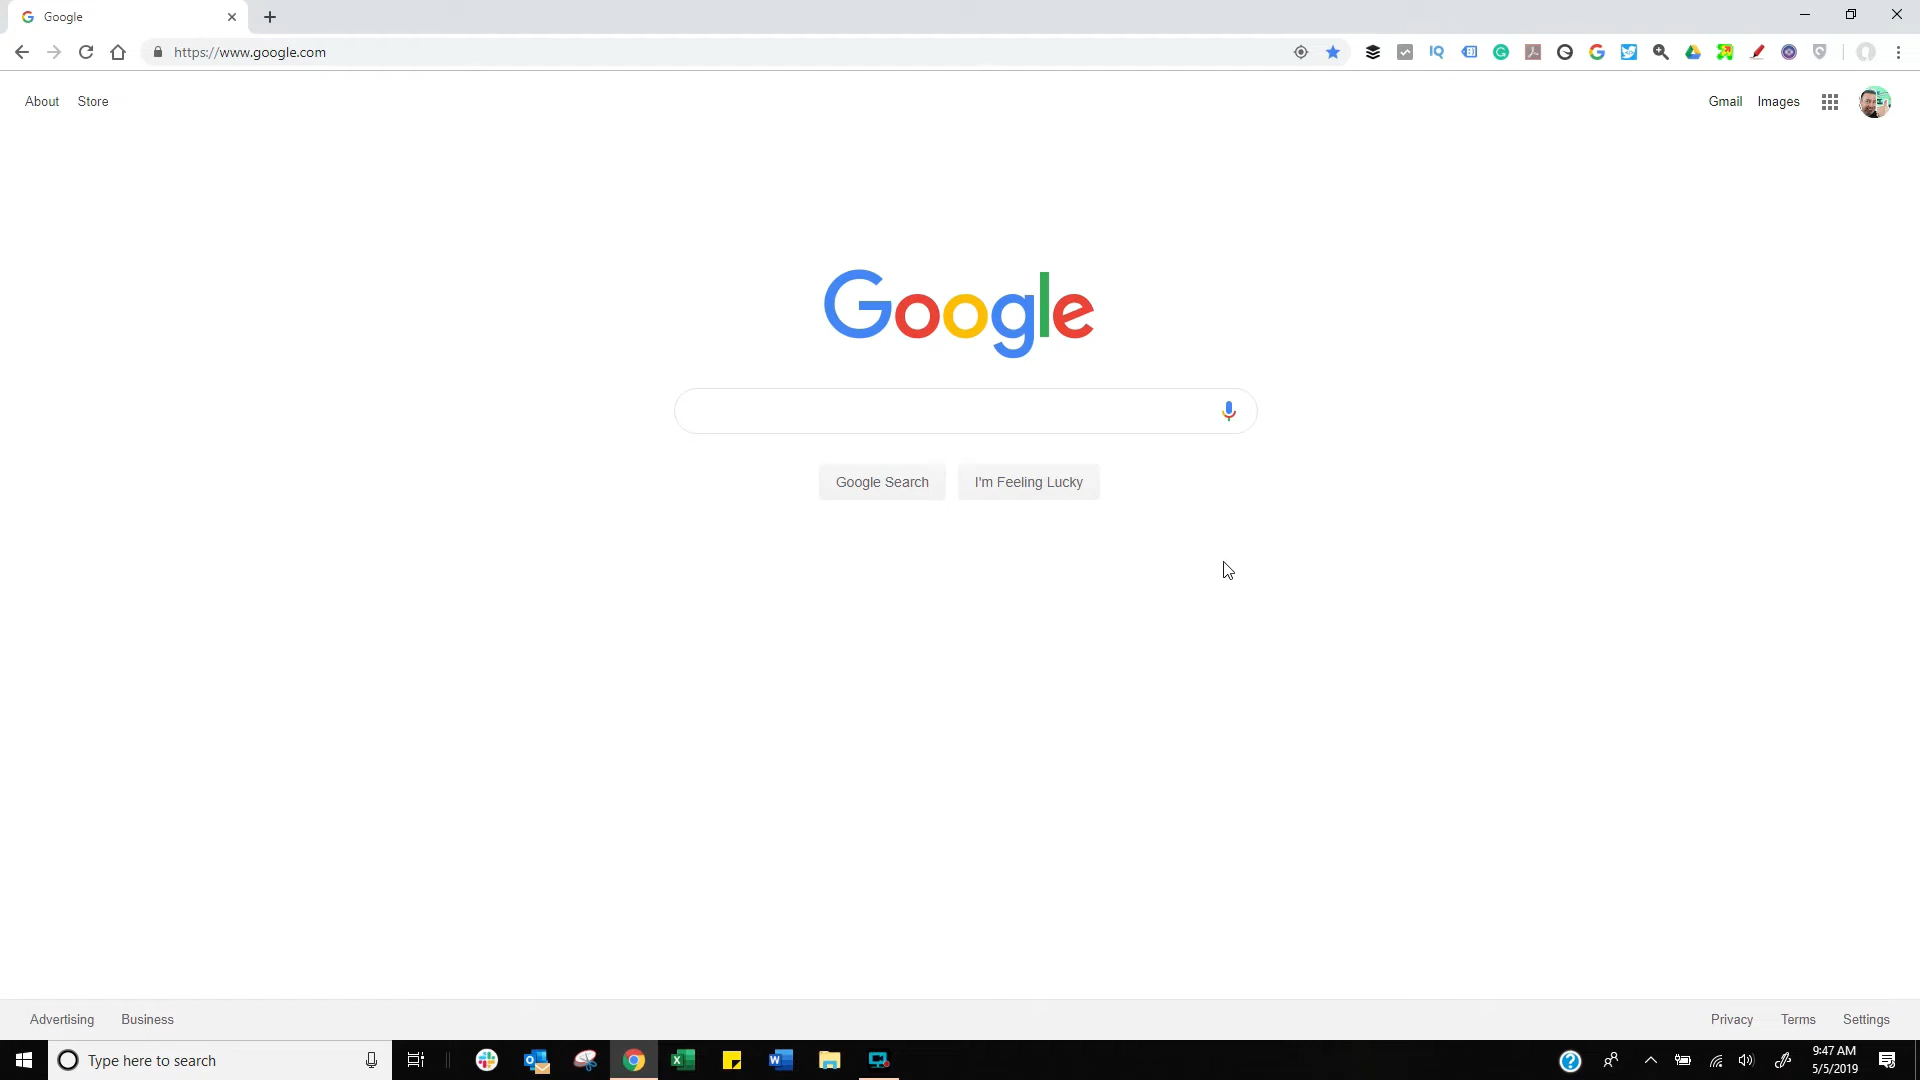 Google
https://www.google.com
About Store
Gmail Images
Google
Google Search I'm Feeling Lucky
Advertising Business
Privacy Terms Settings
Type here to search
9:47 AM
5/5/2019